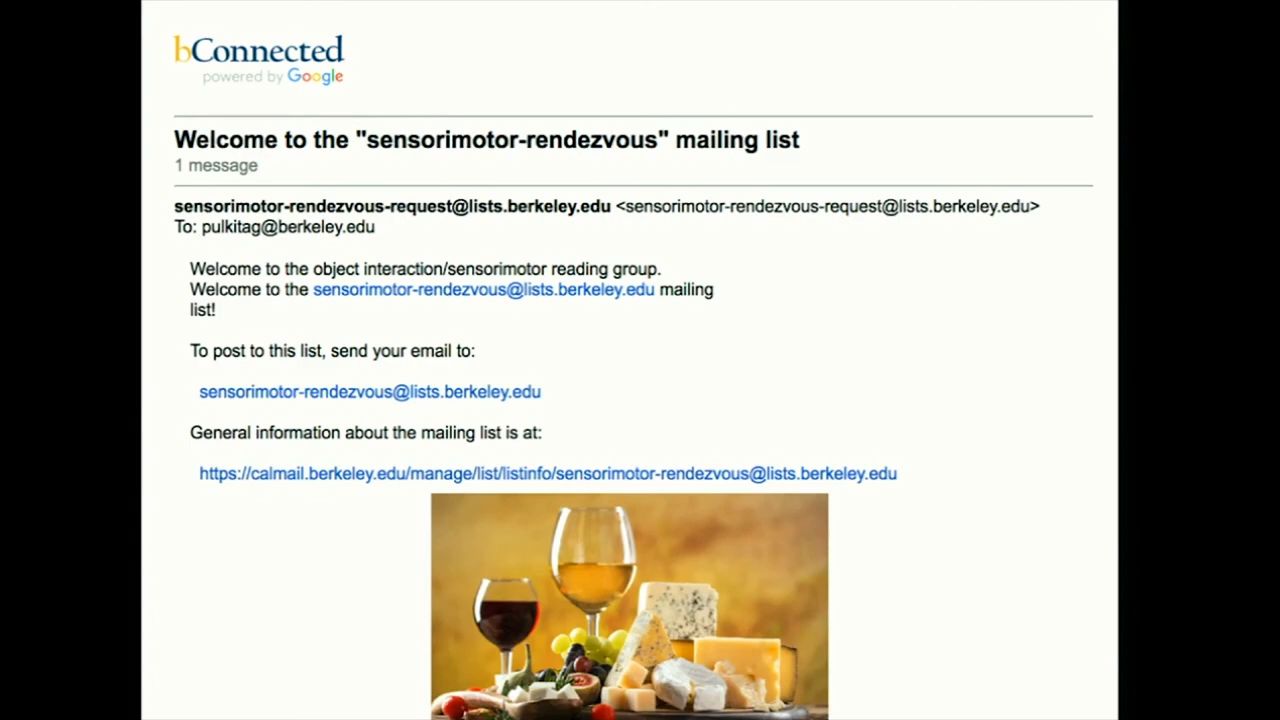 bConnected
powered by Google
Welcome to the "sensorimotor-rendezvous" mailing list
1 message
sensorimotor-rendezvous-request@lists.berkeley.edu <sensorimotor-rendezvous-request@lists.berkeley.edu>
To: pulkitag@berkeley.edu
Welcome to the object interaction/sensorimotor reading group.
Welcome to the sensorimotor-rendezvous@lists.berkeley.edu mailing
list!
To post to this list, send your email to:
sensorimotor-rendezvous@lists.berkeley.edu
General information about the mailing list is at:
https://calmail.berkeley.edu/manage/list/listinfo/sensorimotor-rendezvous@lists.berkeley.edu